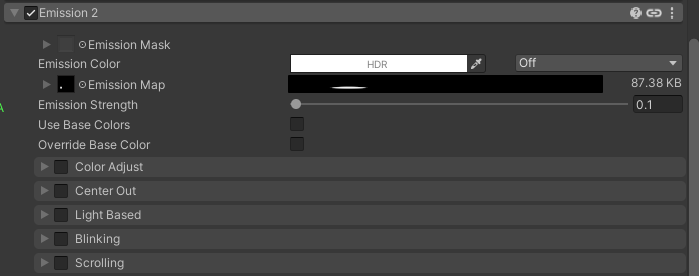 Emission 2
Emission Mask
Emission Color HDR Off
Emission Map 87.38 KB
Emission Strength 0.1
Use Base Colors
Override Base Color
Color Adjust
Center Out
Light Based
Blinking
Scrolling